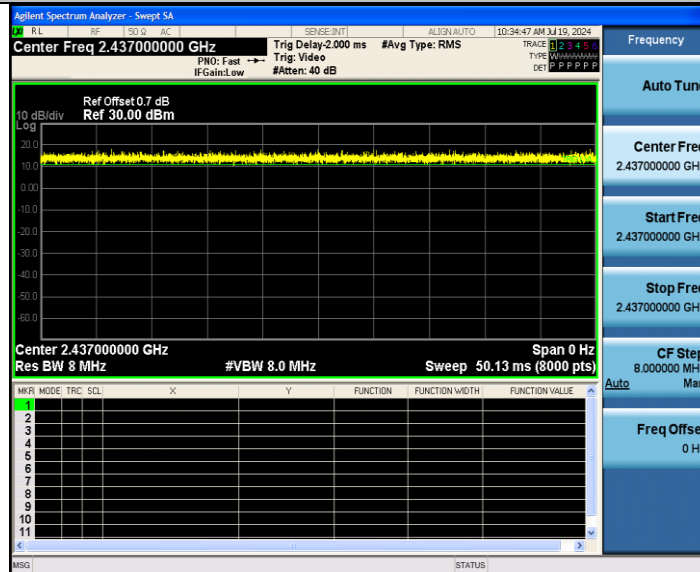 Agilent Spectrum Analyzer - Swept SA
RL RF 50 Ω AC SENSE:INT ALIGN AUTO 10:34:47 AM Jul 19, 2024
Center Freq 2.437000000 GHz
Trig Delay-2.000 ms #Avg Type: RMS
TRACE 1 2 3 4 5 6
PNO: Fast
Trig: Video
TYPE
IFGain:Low
#Atten: 40 dB
DET P P P P P P
Ref Offset 0.7 dB
10 dB/div Ref 30.00 dBm
Log
20.0
10.0
0.00
-10.0
-20.0
-30.0
-40.0
-50.0
-60.0
Center 2.437000000 GHz Span 0 Hz
Res BW 8 MHz #VBW 8.0 MHz Sweep 50.13 ms (8000 pts)
MKR MODE TRC SCL X Y FUNCTION FUNCTION WIDTH FUNCTION VALUE
1
2
3
4
5
6
7
8
9
10
11
MSG STATUS
Frequency
Auto Tun
Center Fre
2.437000000 GH
Start Fre
2.437000000 GH
Stop Fre
2.437000000 GH
CF Ste
8.000000 MH
Auto Ma
Freq Offse
0 H